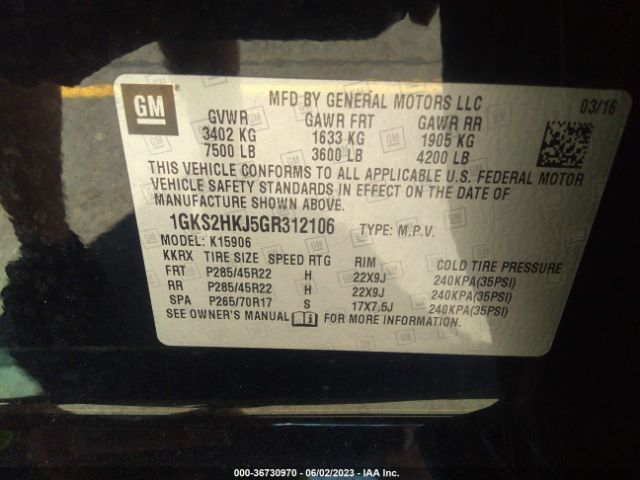 GM
MFD BY GENERAL MOTORS LLC 03/16
GVWR GAWR FRT GAWR RR
3402 KG 1633 KG 1905 KG
7500 LB 3600 LB 4200 LB
THIS VEHICLE CONFORMS TO ALL APPLICABLE U.S. FEDERAL MOTOR
VEHICLE SAFETY STANDARDS IN EFFECT ON THE DATE OF
MANUFACTURE SHOWN ABOVE.
1GKS2HKJ5GR312106 TYPE: M.P.V.
MODEL: K15906
KKRX TIRE SIZE SPEED RTG RIM COLD TIRE PRESSURE
FRT P285/45R22 H 22X9J 240KPA(35PSI)
RR P285/45R22 H 22X9J 240KPA(35PSI)
SPA P265/70R17 S 17X7.5J 240KPA(35PSI)
SEE OWNER'S MANUAL FOR MORE INFORMATION.
000-36730970 - 06/02/2023 - IAA Inc.